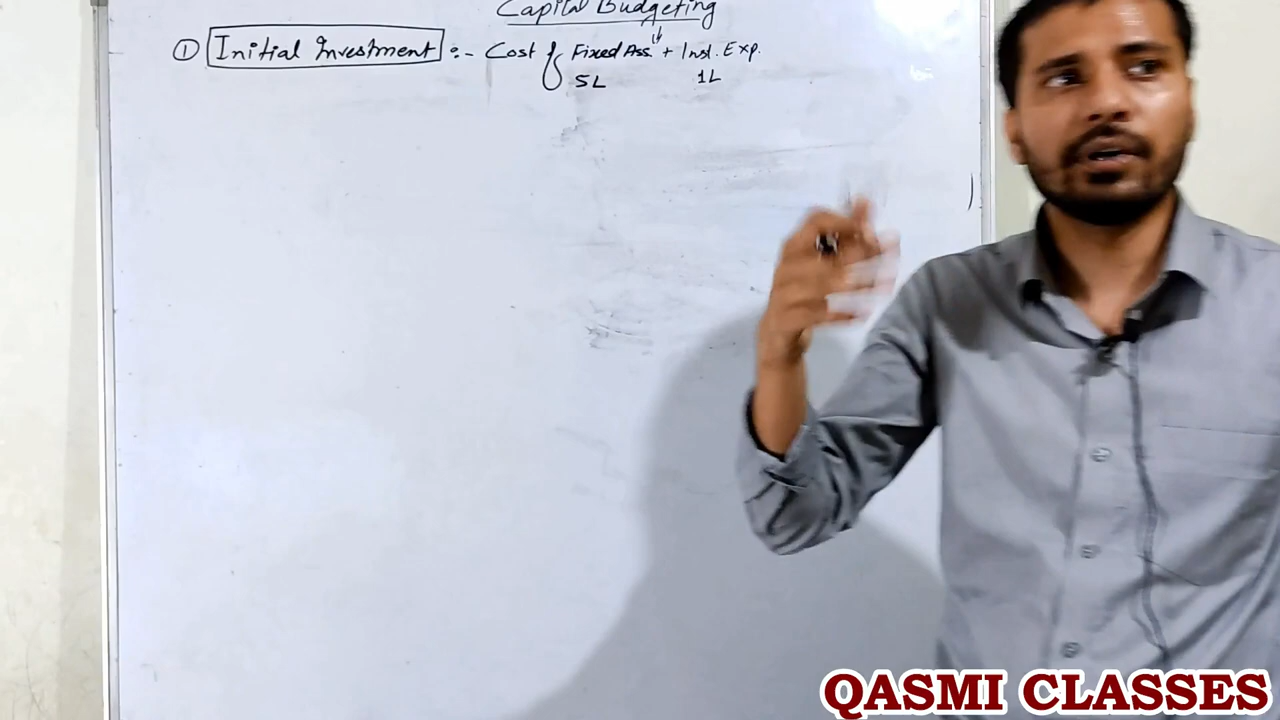 Capital Budgeting
① Initial Investment :- Cost of Fixed Ass. + Inst. Exp.
5L 1L
QASMI CLASSES